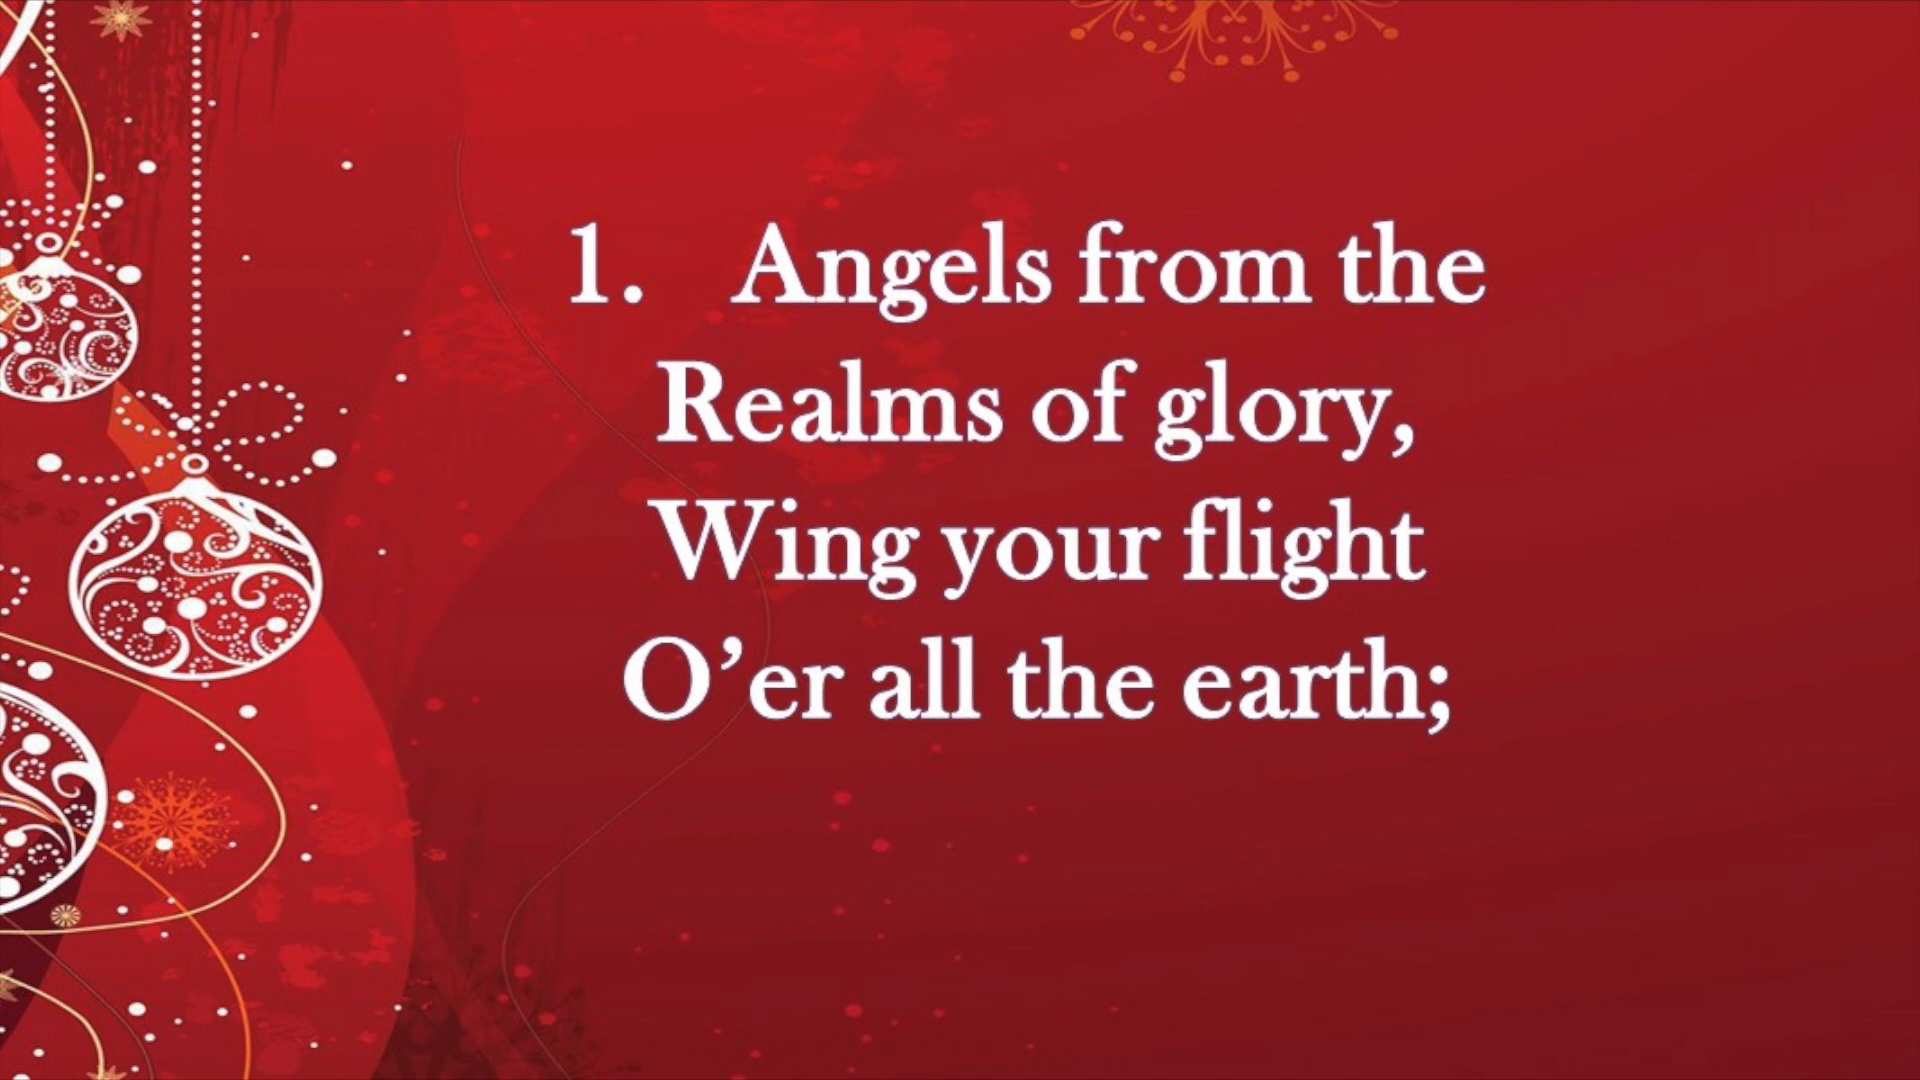 1. Angels from the
Realms of glory,
Wing your flight
O’er all the earth;